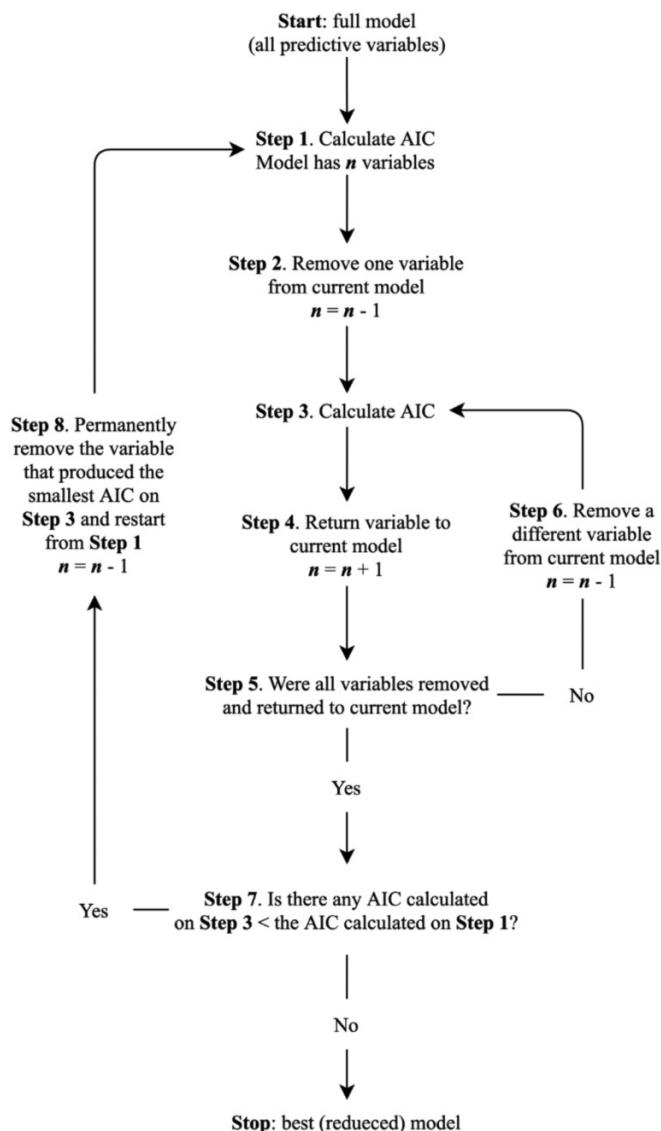 Start: full model
(all predictive variables)
Step 1. Calculate AIC
Model has n variables
Step 2. Remove one variable
from current model
n = n - 1
Step 3. Calculate AIC
Step 4. Return variable to
current model
n = n + 1
Step 5. Were all variables removed
and returned to current model?
No
Step 6. Remove a
different variable
from current model
n = n - 1
Yes
Step 7. Is there any AIC calculated
on Step 3 < the AIC calculated on Step 1?
Yes
Step 8. Permanently
remove the variable
that produced the
smallest AIC on
Step 3 and restart
from Step 1
n = n - 1
No
Stop: best (redueced) model